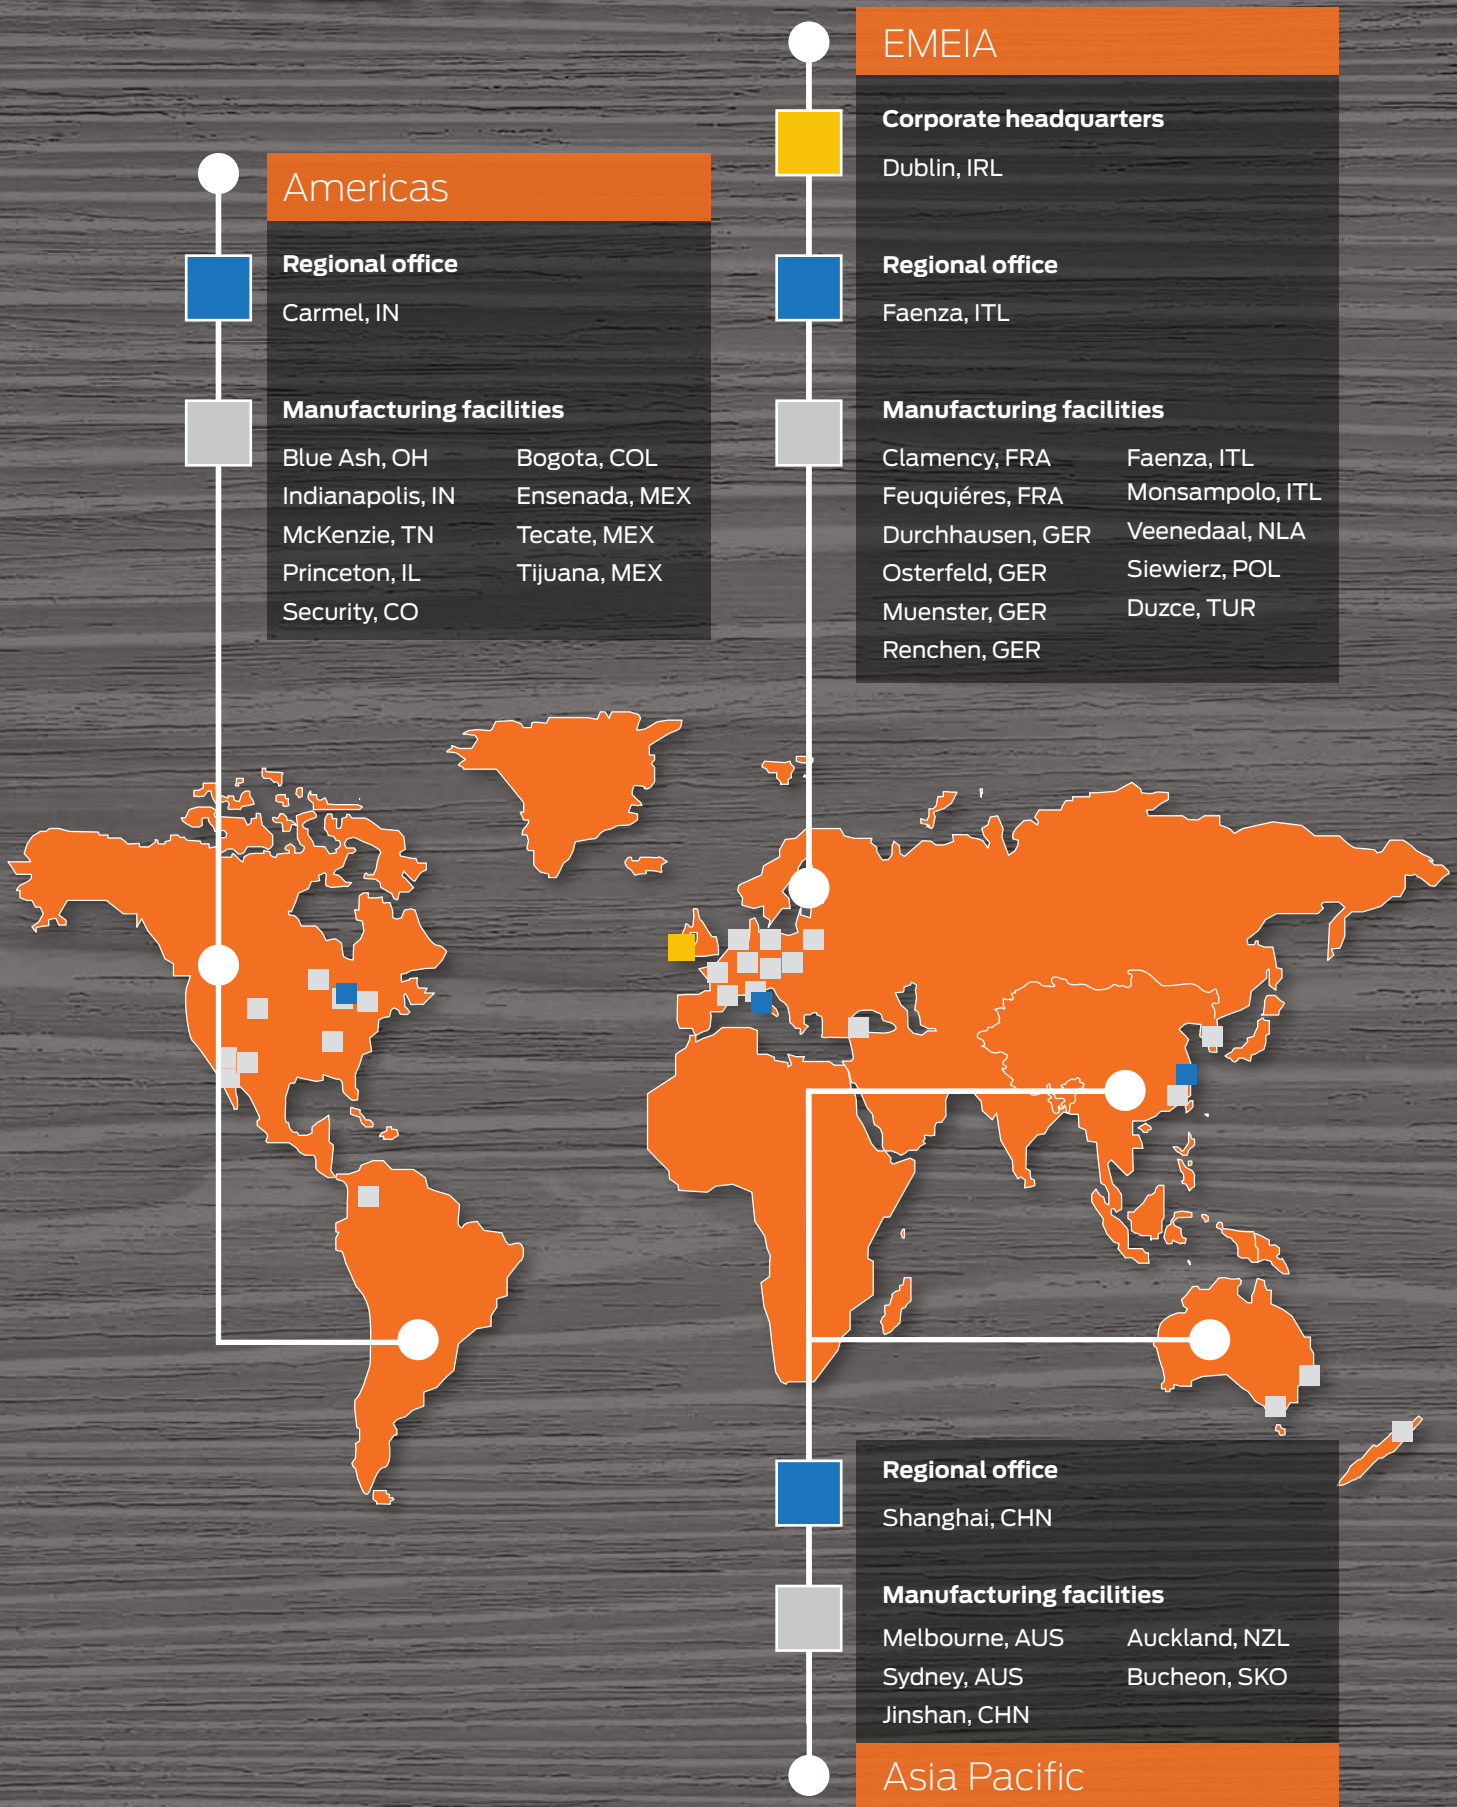 EMEIA
Corporate headquarters
Dublin, IRL
Regional office
Faenza, ITL
Manufacturing facilities
Clamency, FRA
Feuquiéres, FRA
Durchhausen, GER
Osterfeld, GER
Muenster, GER
Renchen, GER
Faenza, ITL
Monsampolo, ITL
Veenedaal, NLA
Siewierz, POL
Duzce, TUR
Americas
Regional office
Carmel, IN
Manufacturing facilities
Blue Ash, OH
Indianapolis, IN
McKenzie, TN
Princeton, IL
Security, CO
Bogota, COL
Ensenada, MEX
Tecate, MEX
Tijuana, MEX
Regional office
Shanghai, CHN
Manufacturing facilities
Melbourne, AUS
Sydney, AUS
Jinshan, CHN
Auckland, NZL
Bucheon, SKO
Asia Pacific